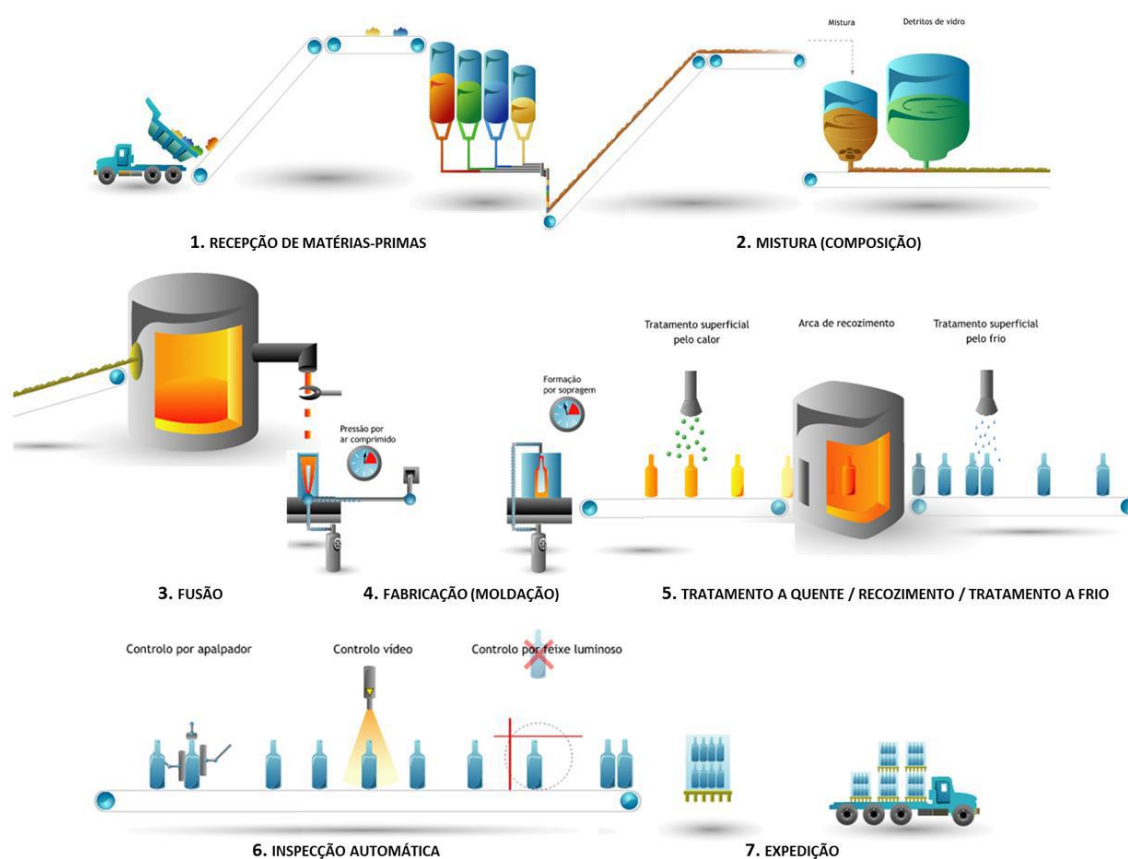 Mistura
Detritos de vidro
1. RECEPÇÃO DE MATÉRIAS-PRIMAS
2. MISTURA (COMPOSIÇÃO)
Pressão por
ar comprimido
Formação
por sopragem
Tratamento superficial
pelo calor
Arca de recozimento
Tratamento superficial
pelo frio
3. FUSÃO
4. FABRICAÇÃO (MOLDAÇÃO)
5. TRATAMENTO A QUENTE / RECOZIMENTO / TRATAMENTO A FRIO
Controlo por apalpador
Controlo vídeo
Controlo por feixe luminoso
6. INSPECÇÃO AUTOMÁTICA
7. EXPEDIÇÃO